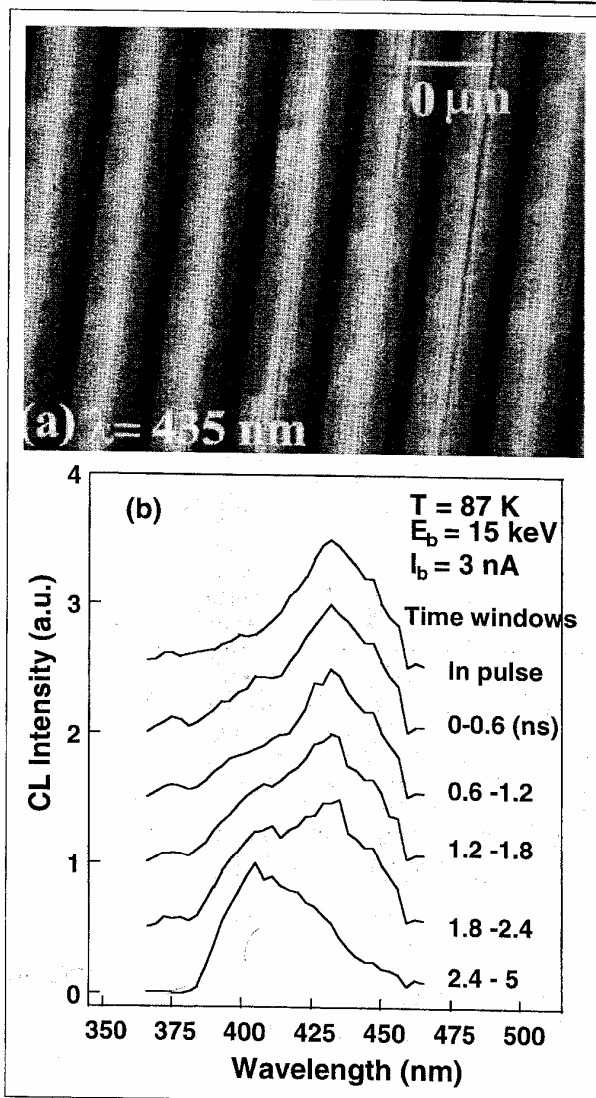 10 µm
(a) λ= 435 nm
(b)
T = 87 K
E_b = 15 keV
I_b = 3 nA
Time windows
In pulse
0-0.6 (ns)
0.6 -1.2
1.2 -1.8
1.8 -2.4
2.4 - 5
4
3
2
1
0
CL Intensity (a.u.)
350 375 400 425 450 475 500
Wavelength (nm)